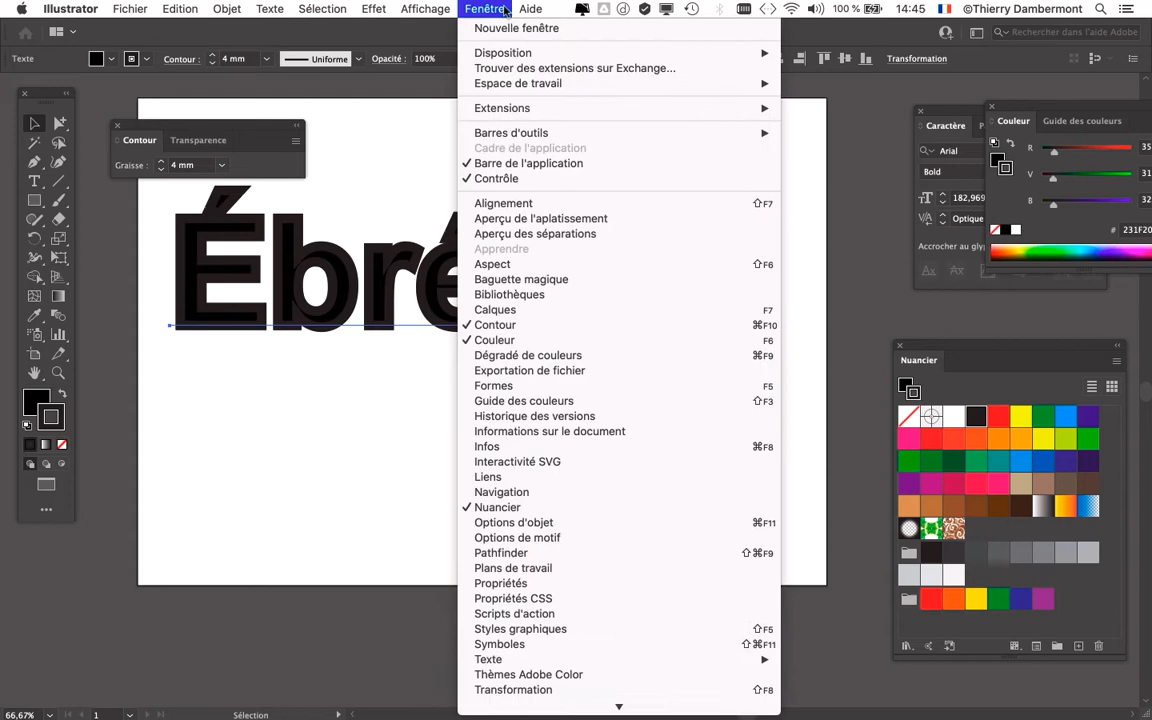 Illustrator Fichier Edition Objet Texte Sélection Effet Affichage Fenêtre Aide 100 % 14:45 ©Thierry Dambermont
Rechercher dans l'aide Adobe
Texte Contour : 4 mm Uniforme Opacité : 100% Transformation
Contour Transparence
Graisse : 4 mm
Ébré
Nouvelle fenêtre
Disposition
Trouver des extensions sur Exchange...
Espace de travail
Extensions
Barres d'outils
Cadre de l'application
Barre de l'application
Contrôle
Alignement ⇧F7
Aperçu de l'aplatissement
Aperçu des séparations
Apprendre
Aspect ⇧F6
Baguette magique
Bibliothèques
Calques F7
Contour ⌘F10
Couleur F6
Dégradé de couleurs ⌘F9
Exportation de fichier
Formes F5
Guide des couleurs ⇧F3
Historique des versions
Informations sur le document
Infos ⌘F8
Interactivité SVG
Liens
Navigation
Nuancier
Options d'objet ⌘F11
Options de motif
Pathfinder ⇧⌘F9
Plans de travail
Propriétés
Propriétés CSS
Scripts d'action
Styles graphiques ⇧F5
Symboles ⇧⌘F11
Texte
Thèmes Adobe Color
Transformation ⇧F8
Caractère
Arial
Bold
182,969
Optique
Accrocher au gly
Couleur Guide des couleurs
R 35
V 31
B 32
# 231F20
Nuancier
66,67% 1 Sélection